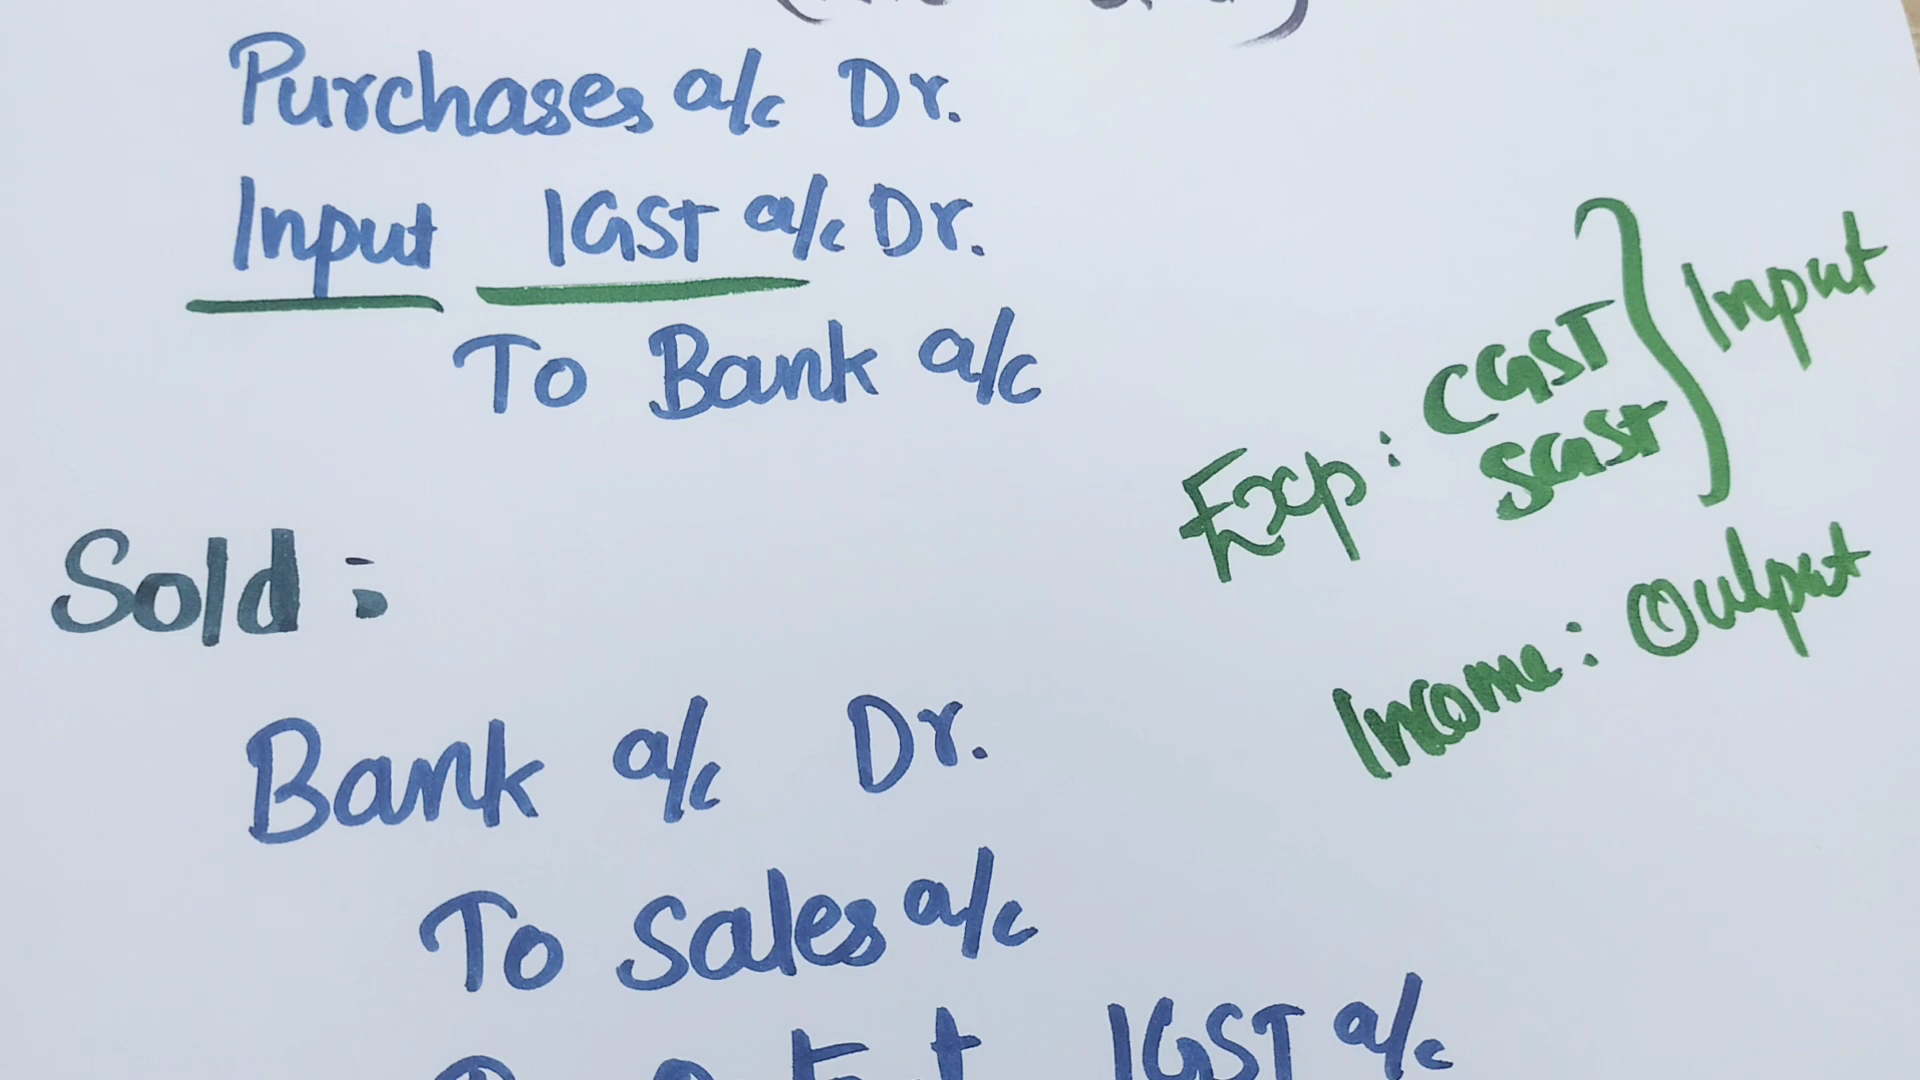 Purchases a/c Dr.
Input IGST a/c Dr.
To Bank a/c
Exp : CGST
SGST
} Input
Income : Output
Sold :
Bank a/c Dr.
To Sales a/c
IGST a/c